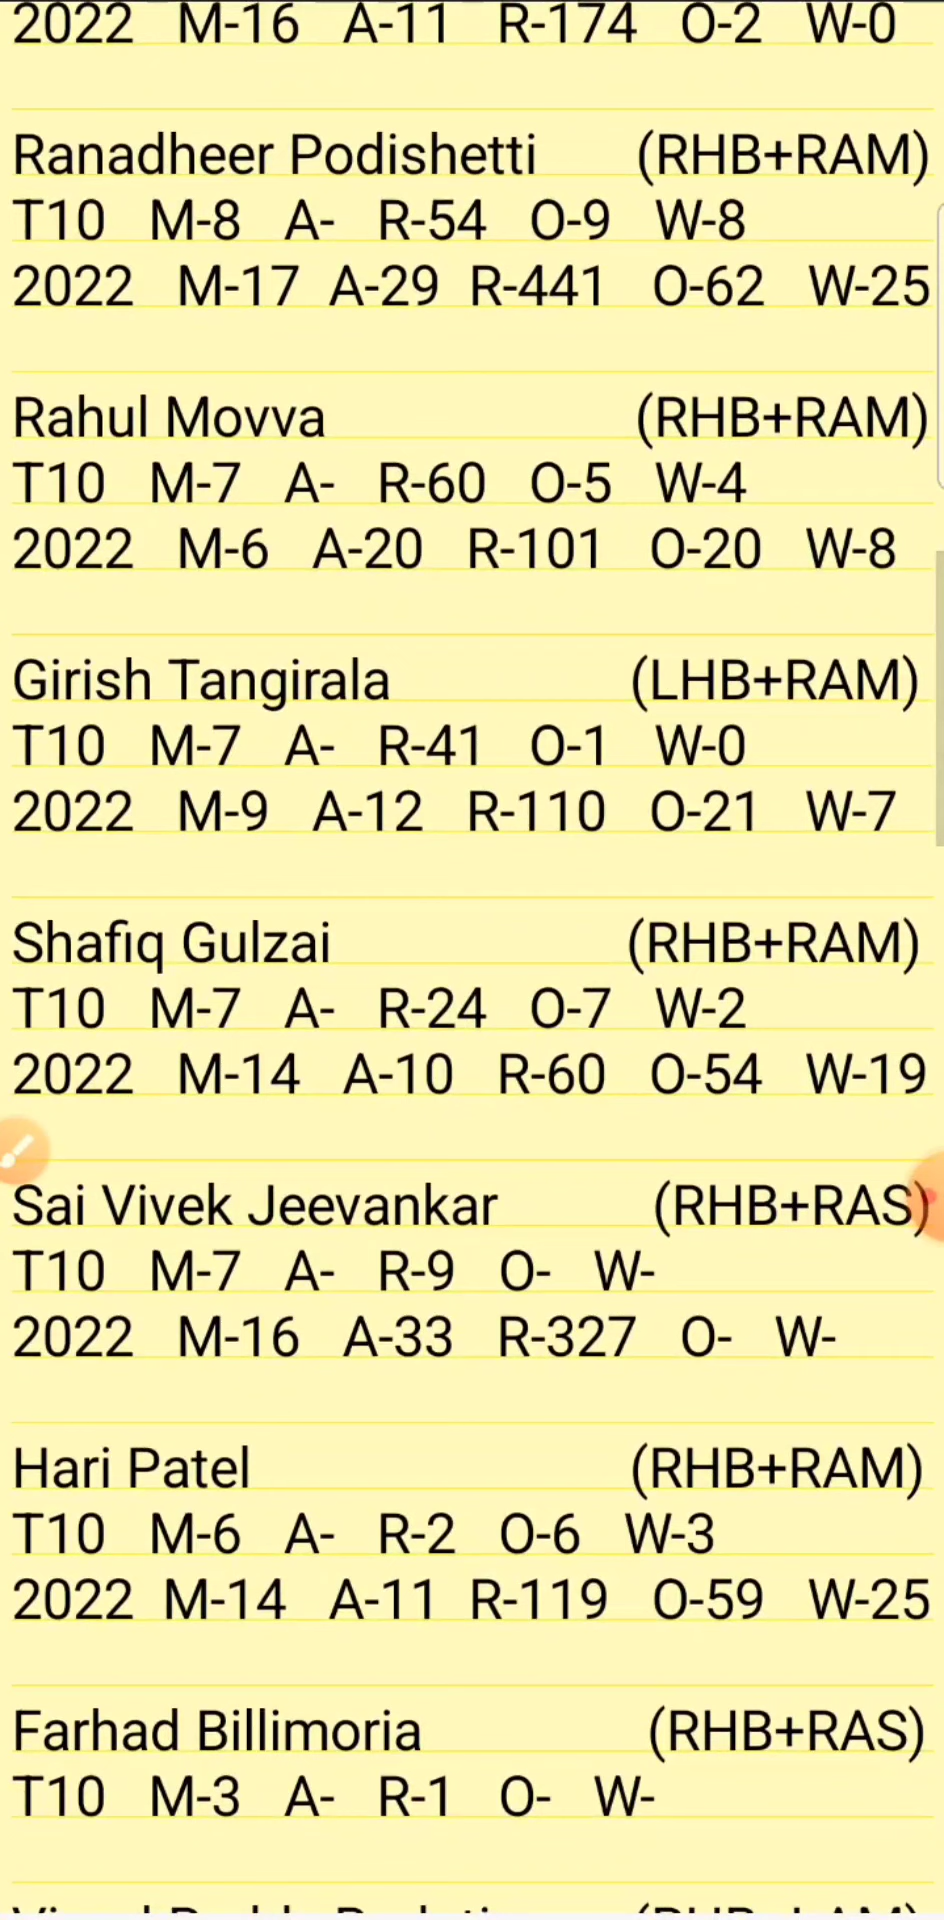 2022 M-16 A-11 R-174 O-2 W-0
Ranadheer Podishetti (RHB+RAM)
T10 M-8 A- R-54 O-9 W-8
2022 M-17 A-29 R-441 O-62 W-25
Rahul Movva (RHB+RAM)
T10 M-7 A- R-60 O-5 W-4
2022 M-6 A-20 R-101 O-20 W-8
Girish Tangirala (LHB+RAM)
T10 M-7 A- R-41 O-1 W-0
2022 M-9 A-12 R-110 O-21 W-7
Shafiq Gulzai (RHB+RAM)
T10 M-7 A- R-24 O-7 W-2
2022 M-14 A-10 R-60 O-54 W-19
Sai Vivek Jeevankar (RHB+RAS)
T10 M-7 A- R-9 O- W-
2022 M-16 A-33 R-327 O- W-
Hari Patel (RHB+RAM)
T10 M-6 A- R-2 O-6 W-3
2022 M-14 A-11 R-119 O-59 W-25
Farhad Billimoria (RHB+RAS)
T10 M-3 A- R-1 O- W-